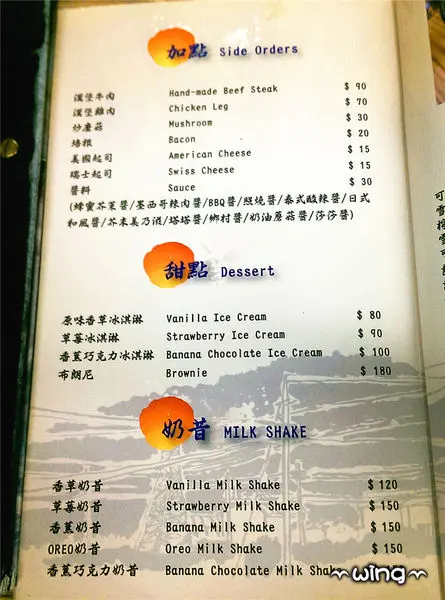 加點 Side Orders
漢堡牛肉 Hand-made Beef Steak $ 90
漢堡雞肉 Chicken Leg $ 70
炒蘑菇 Mushroom $ 30
培根 Bacon $ 20
美國起司 American Cheese $ 15
瑞士起司 Swiss Cheese $ 15
醬料 Sauce $ 30
(蜂蜜芥茉醬/墨西哥辣肉醬/BBQ醬/照燒醬/泰式酸辣醬/日式
和風醬/芥末美乃滋/塔塔醬/鄉村醬/奶油蘑菇醬/莎莎醬)
甜點 Dessert
原味香草冰淇淋 Vanilla Ice Cream $ 80
草莓冰淇淋 Strawberry Ice Cream $ 90
香蕉巧克力冰淇淋 Banana Chocolate Ice Cream $ 100
布朗尼 Brownie $ 180
奶昔 MILK SHAKE
香草奶昔 Vanilla Milk Shake $ 120
草莓奶昔 Strawberry Milk Shake $ 150
香蕉奶昔 Banana Milk Shake $ 150
OREO奶昔 Oreo Milk Shake $ 150
香蕉巧克力奶昔 Banana Chocolate Milk Shake
wing